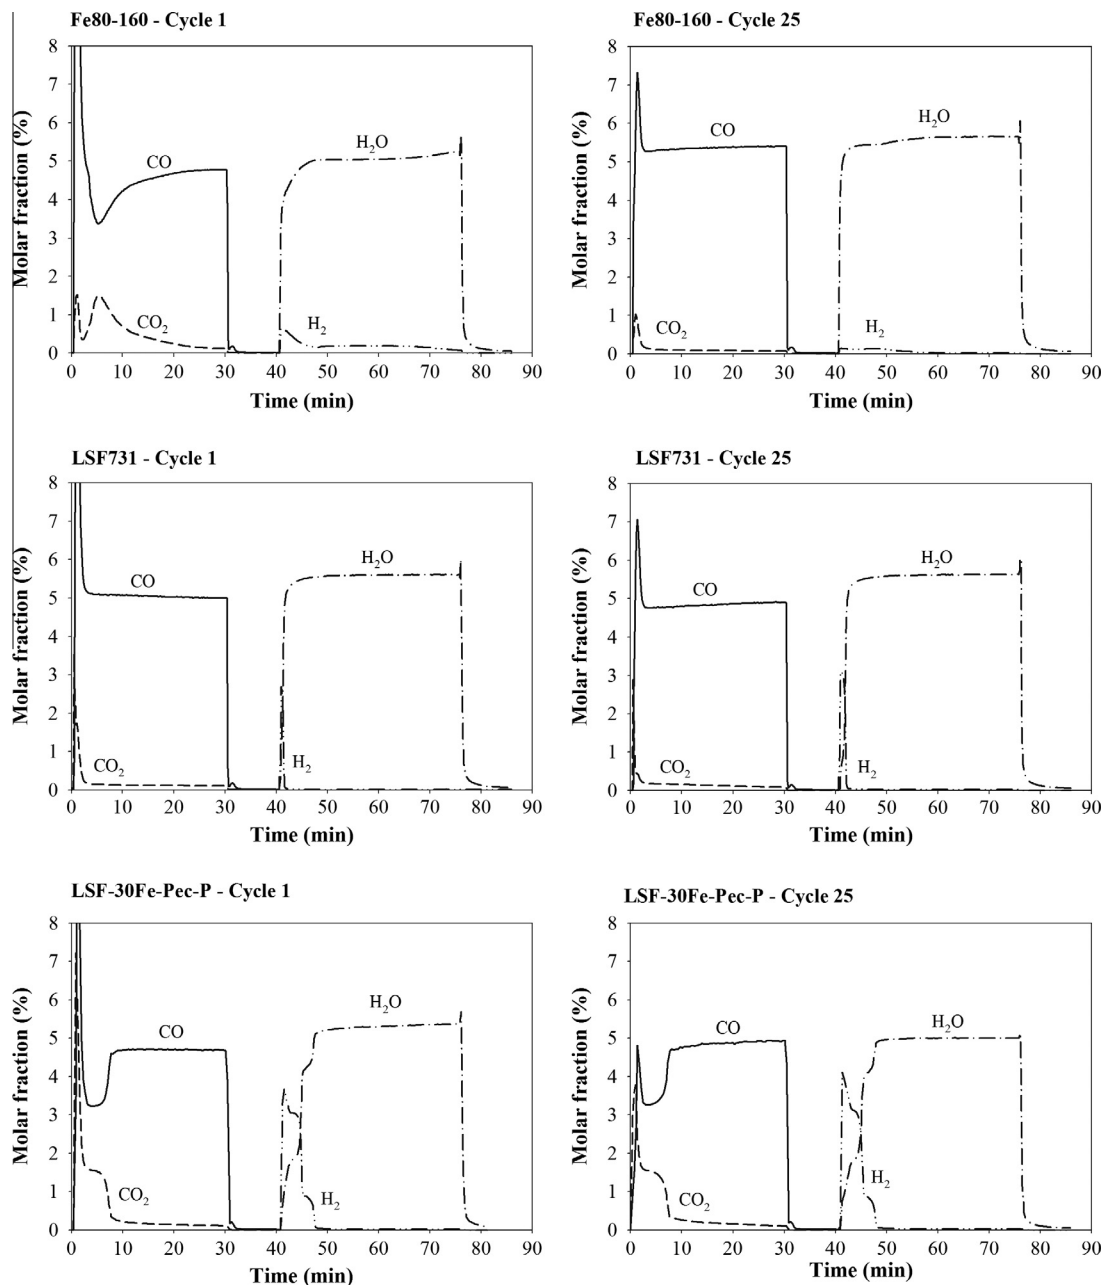 Fe80-160 - Cycle 1
Molar fraction (%)
8
7
6
5
4
3
2
1
0
CO
CO2
H2O
H2
0 10 20 30 40 50 60 70 80 90
Time (min)
Fe80-160 - Cycle 25
Molar fraction (%)
8
7
6
5
4
3
2
1
0
CO
CO2
H2O
H2
0 10 20 30 40 50 60 70 80 90
Time (min)
LSF731 - Cycle 1
Molar fraction (%)
8
7
6
5
4
3
2
1
0
CO
CO2
H2O
H2
0 10 20 30 40 50 60 70 80 90
Time (min)
LSF731 - Cycle 25
Molar fraction (%)
8
7
6
5
4
3
2
1
0
CO
CO2
H2O
H2
0 10 20 30 40 50 60 70 80 90
Time (min)
LSF-30Fe-Pec-P - Cycle 1
Molar fraction (%)
8
7
6
5
4
3
2
1
0
CO
CO2
H2O
H2
0 10 20 30 40 50 60 70 80 90
Time (min)
LSF-30Fe-Pec-P - Cycle 25
Molar fraction (%)
8
7
6
5
4
3
2
1
0
CO
CO2
H2O
H2
0 10 20 30 40 50 60 70 80 90
Time (min)